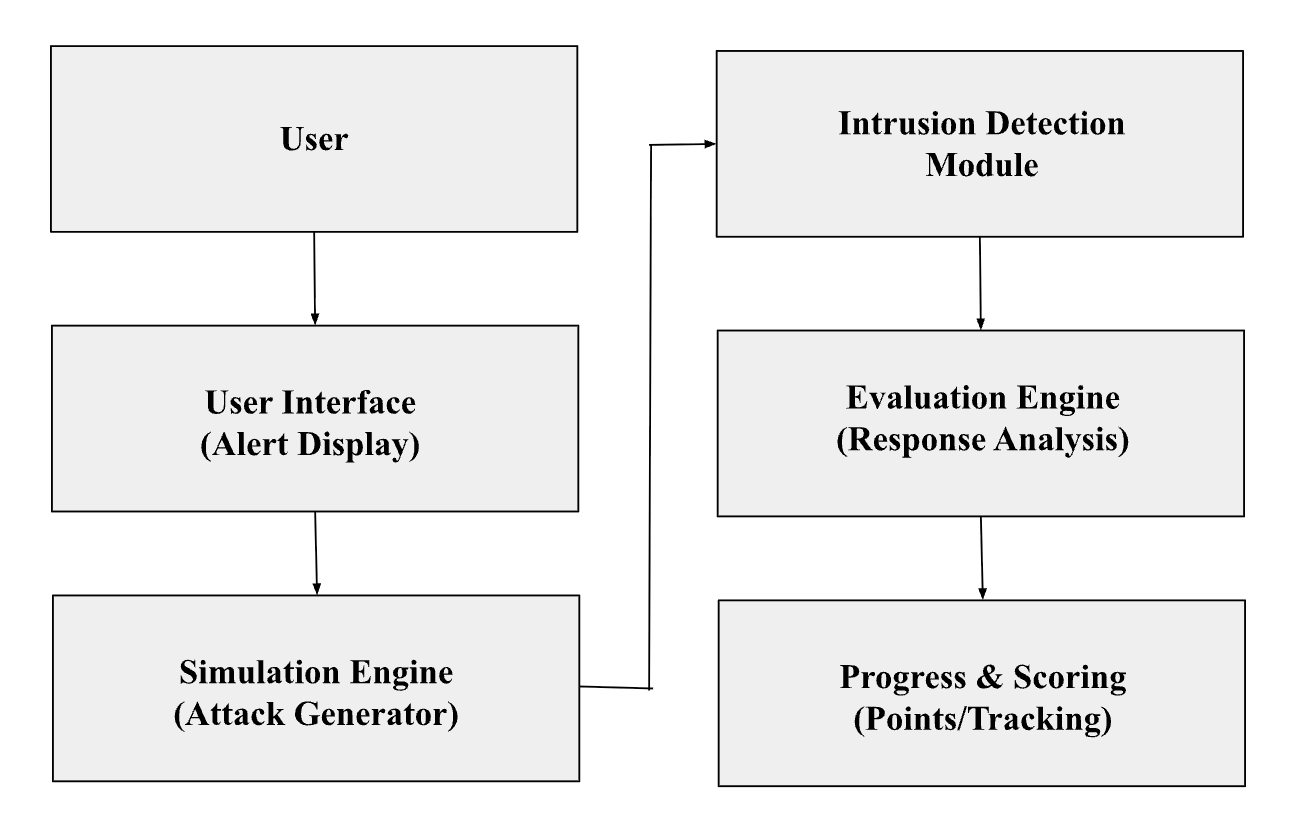 User
User Interface
(Alert Display)
Simulation Engine
(Attack Generator)
Intrusion Detection
Module
Evaluation Engine
(Response Analysis)
Progress & Scoring
(Points/Tracking)